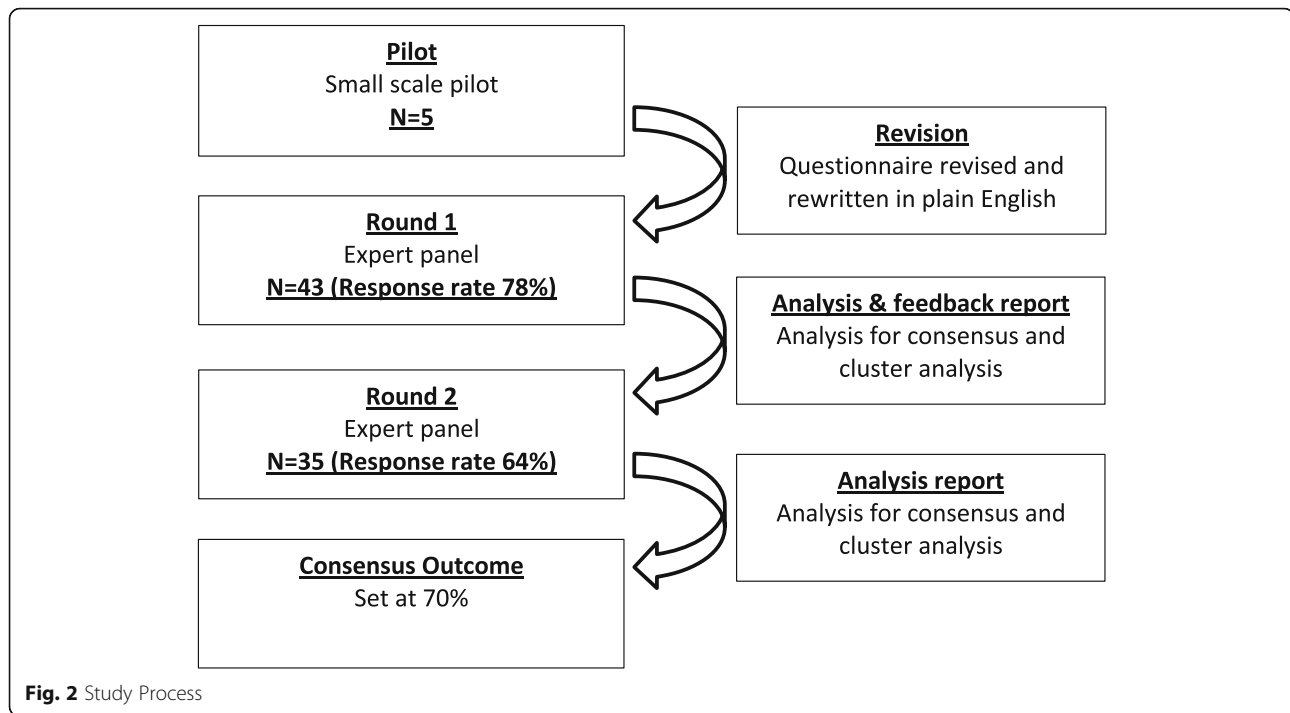 Pilot
Small scale pilot
N=5
Revision
Questionnaire revised and
rewritten in plain English
Round 1
Expert panel
N=43 (Response rate 78%)
Analysis & feedback report
Analysis for consensus and
cluster analysis
Round 2
Expert panel
N=35 (Response rate 64%)
Analysis report
Analysis for consensus and
cluster analysis
Consensus Outcome
Set at 70%
Fig. 2 Study Process